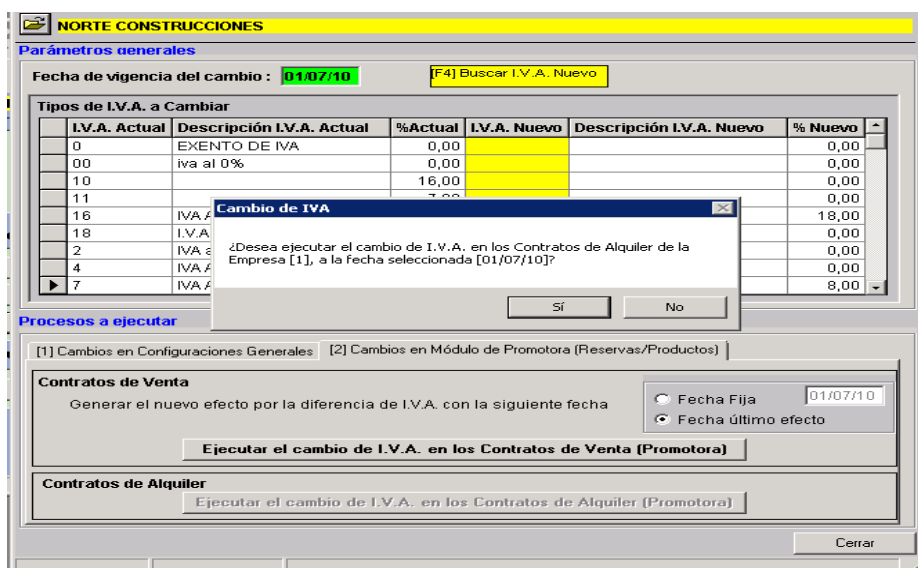 NORTE CONSTRUCCIONES
Parámetros generales
Fecha de vigencia del cambio : 01/07/10 [F4] Buscar I.V.A. Nuevo
Tipos de I.V.A. a Cambiar
I.V.A. Actual Descripción I.V.A. Actual %Actual I.V.A. Nuevo Descripción I.V.A. Nuevo % Nuevo
0 EXENTO DE IVA 0,00 0,00
00 iva al 0% 0,00 0,00
10 16,00 0,00
11 0,00
16 IVA 18,00
18 I.V.A 0,00
2 IVA 0,00
4 IVA 0,00
7 IVA 8,00
Cambio de IVA
¿Desea ejecutar el cambio de I.V.A. en los Contratos de Alquiler de la
Empresa [1], a la fecha seleccionada [01/07/10]?
Sí No
Procesos a ejecutar
[1] Cambios en Configuraciones Generales [2] Cambios en Módulo de Promotora (Reservas/Productos)
Contratos de Venta
Generar el nuevo efecto por la diferencia de I.V.A. con la siguiente fecha
Fecha Fija 01/07/10
Fecha último efecto
Ejecutar el cambio de I.V.A. en los Contratos de Venta (Promotora)
Contratos de Alquiler
Ejecutar el cambio de I.V.A. en los Contratos de Alquiler (Promotora)
Cerrar